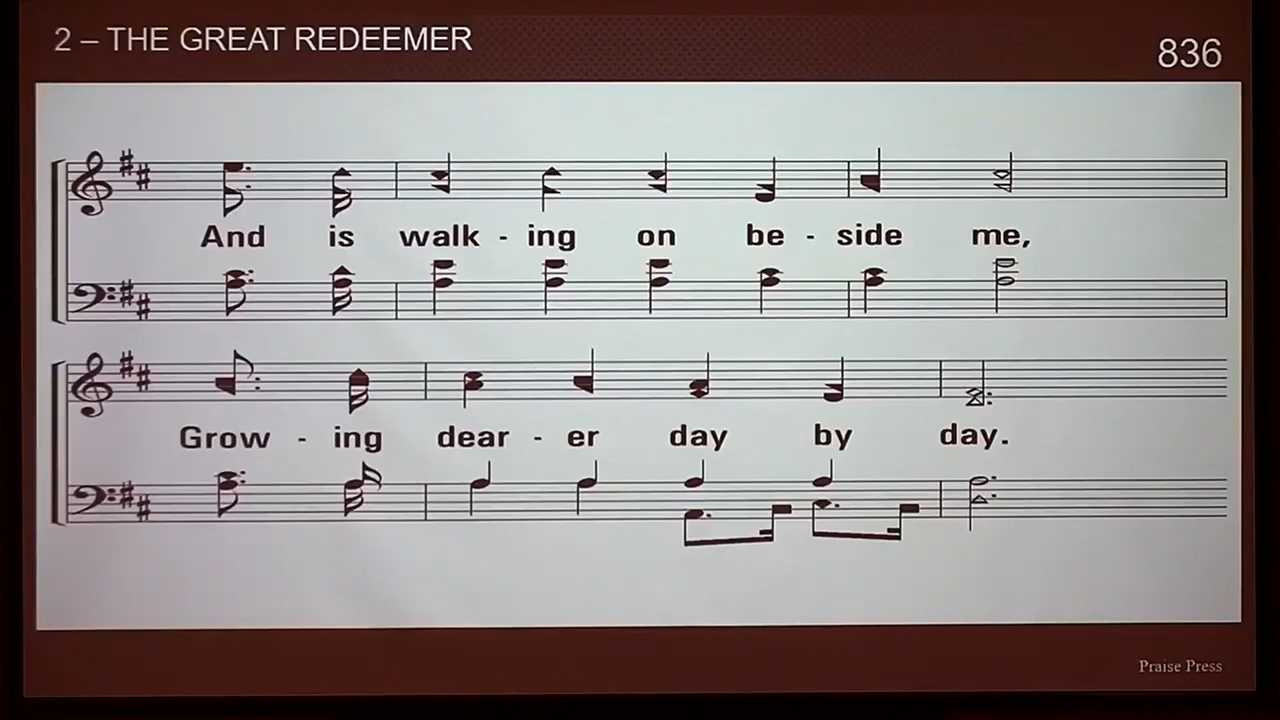 2 – THE GREAT REDEEMER
836
And is walk - ing on be - side me,
Grow - ing dear - er day by day.
Praise Press